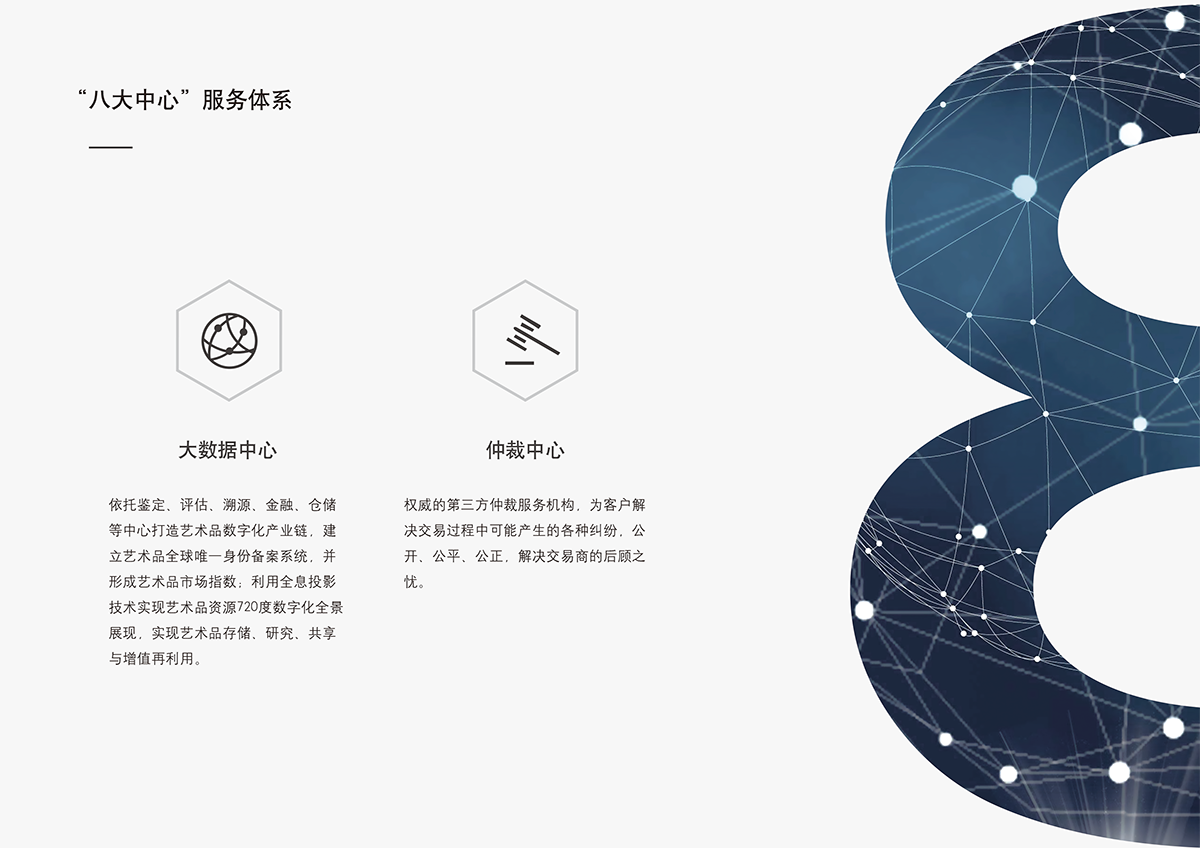 “八大中心”服务体系
大数据中心
依托鉴定、评估、溯源、金融、仓储
等中心打造艺术品数字化产业链，建
立艺术品全球唯一身份备案系统，并
形成艺术品市场指数；利用全息投影
技术实现艺术品资源720度数字化全景
展现，实现艺术品存储、研究、共享
与增值再利用。
仲裁中心
权威的第三方仲裁服务机构，为客户解
决交易过程中可能产生的各种纠纷，公
开、公平、公正，解决交易商的后顾之
忧。
8